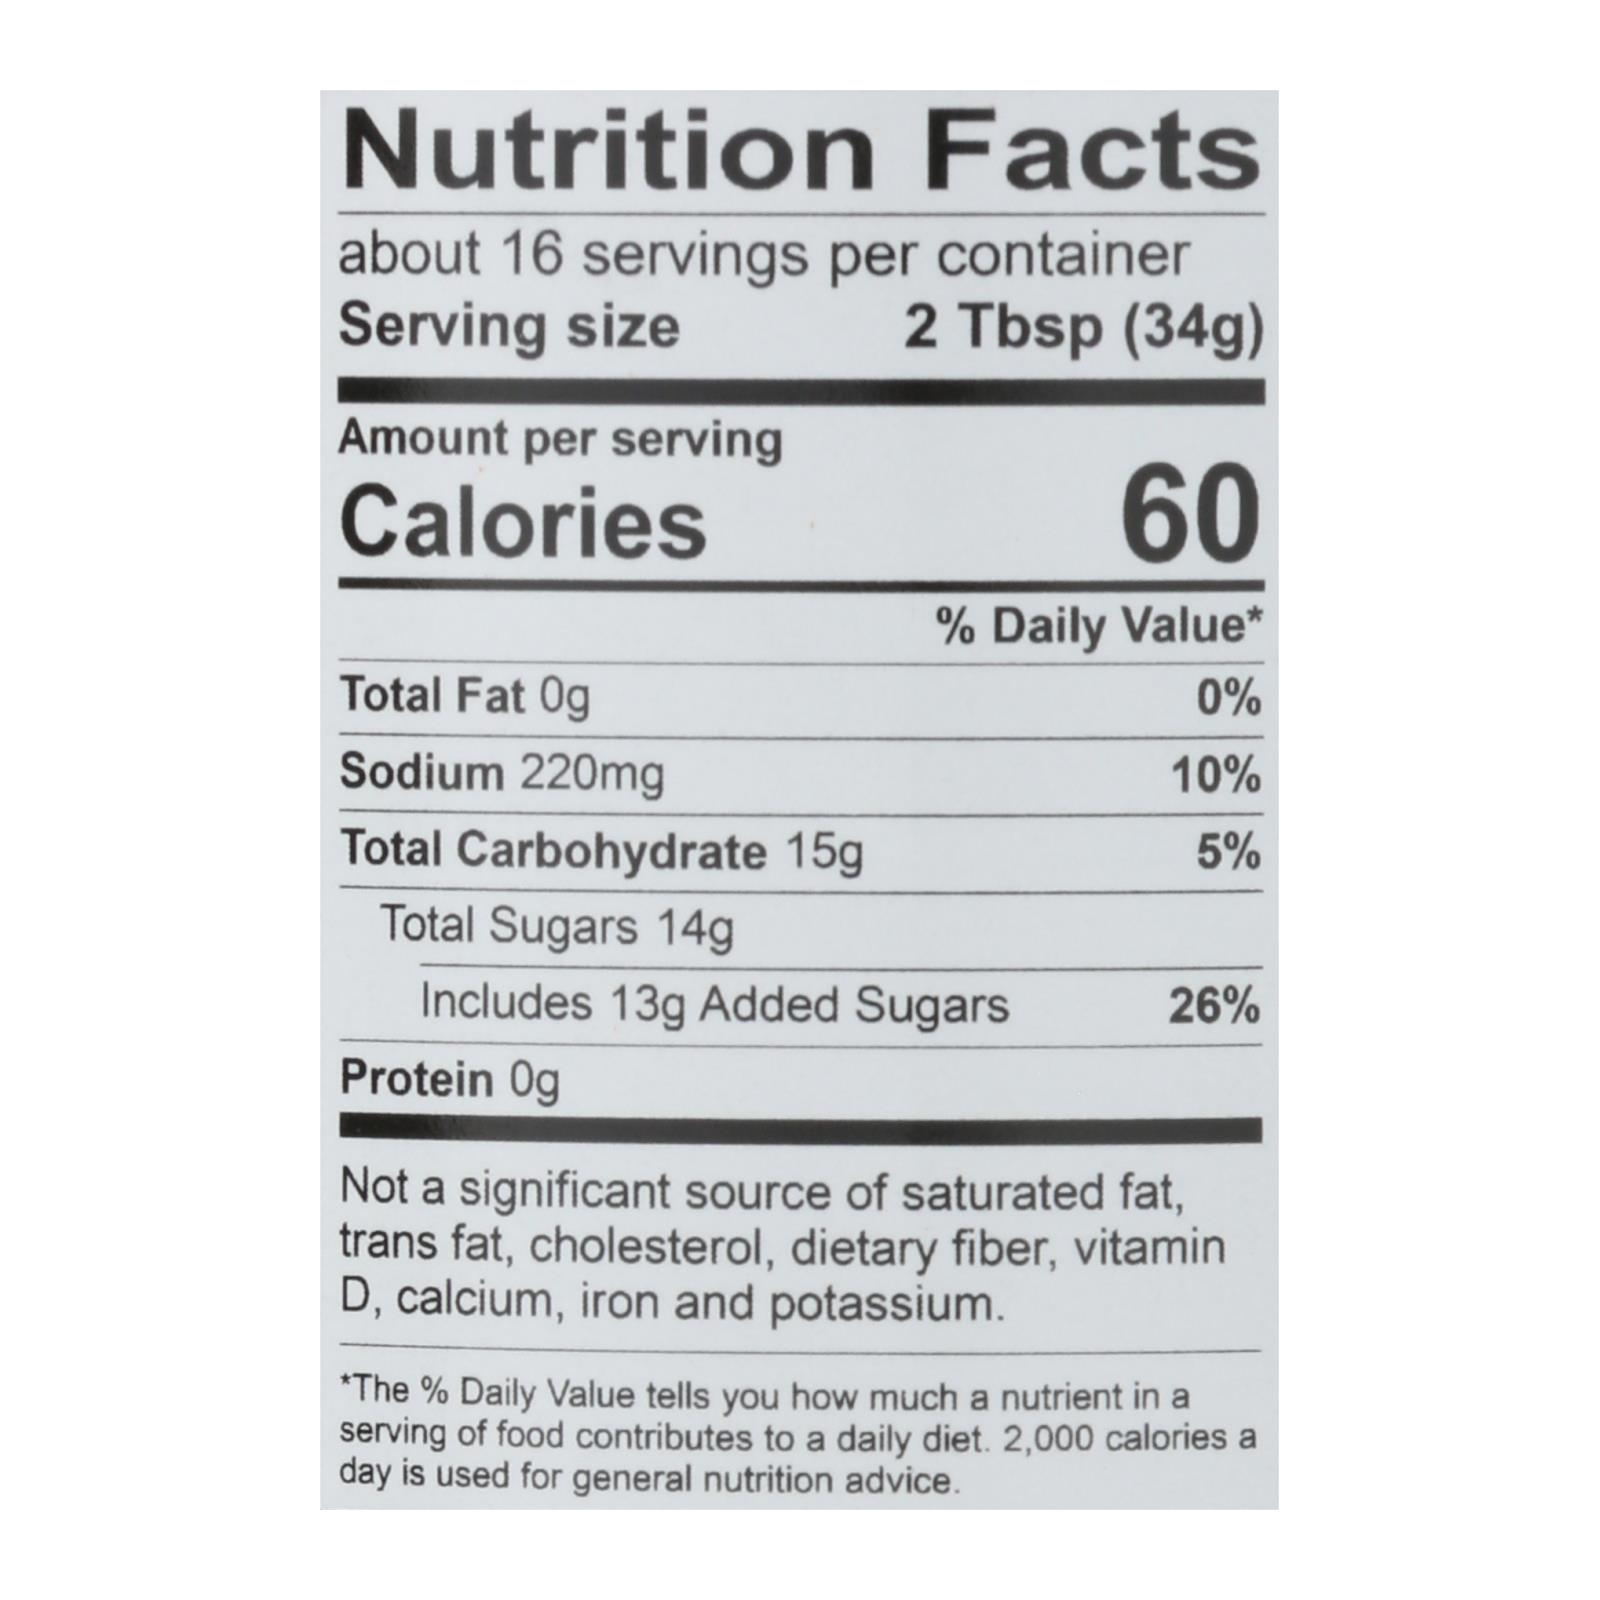 Nutrition Facts
about 16 servings per container
Serving size 2 Tbsp (34g)
Amount per serving
Calories 60
% Daily Value*
Total Fat 0g 0%
Sodium 220mg 10%
Total Carbohydrate 15g 5%
Total Sugars 14g
Includes 13g Added Sugars 26%
Protein 0g
Not a significant source of saturated fat,
trans fat, cholesterol, dietary fiber, vitamin
D, calcium, iron and potassium.
*The % Daily Value tells you how much a nutrient in a
serving of food contributes to a daily diet. 2,000 calories a
day is used for general nutrition advice.